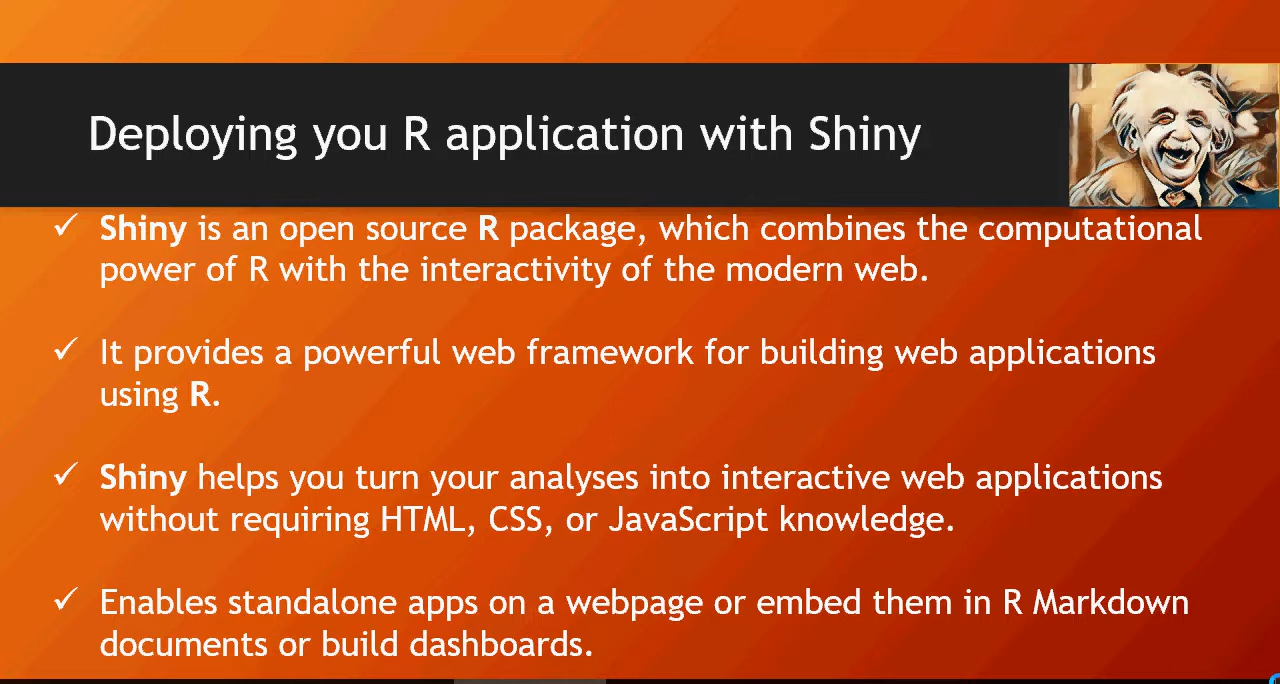 Deploying you R application with Shiny
✓ Shiny is an open source R package, which combines the computational
power of R with the interactivity of the modern web.
✓ It provides a powerful web framework for building web applications
using R.
✓ Shiny helps you turn your analyses into interactive web applications
without requiring HTML, CSS, or JavaScript knowledge.
✓ Enables standalone apps on a webpage or embed them in R Markdown
documents or build dashboards.